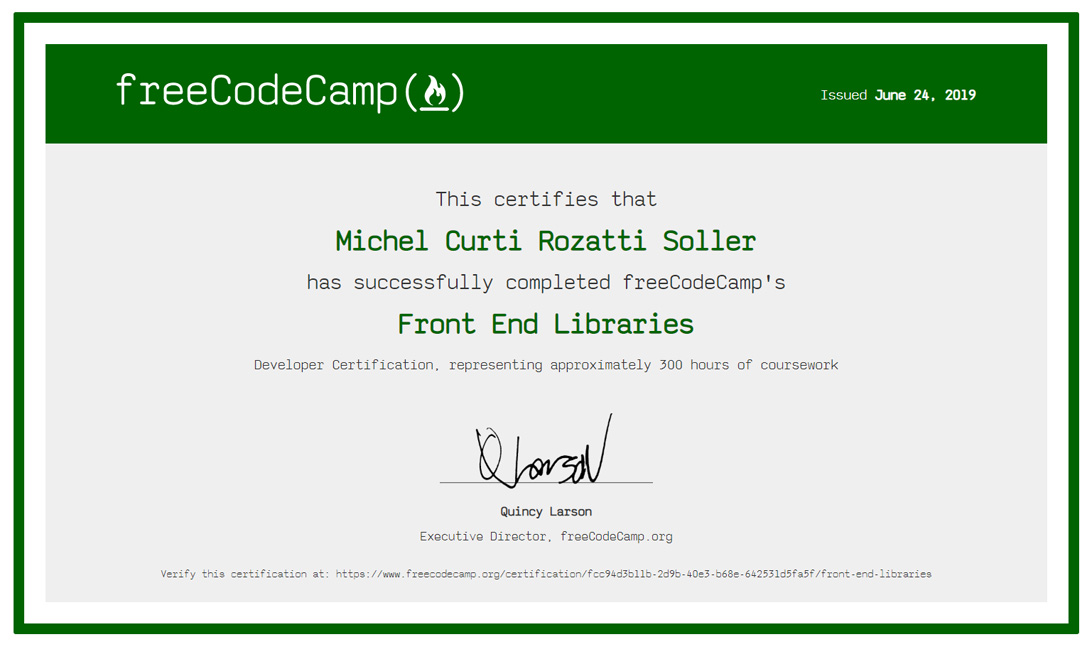 freeCodeCamp
Issued June 24, 2019
This certifies that
Michel Curti Rozatti Soller
has successfully completed freeCodeCamp's
Front End Libraries
Developer Certification, representing approximately 300 hours of coursework
Q Larson
Quincy Larson
Executive Director, freeCodeCamp.org
Verify this certification at: https://www.freecodecamp.org/certification/fcc94d3b11b-2d9b-40e3-b68e-642531d5fa5f/front-end-libraries